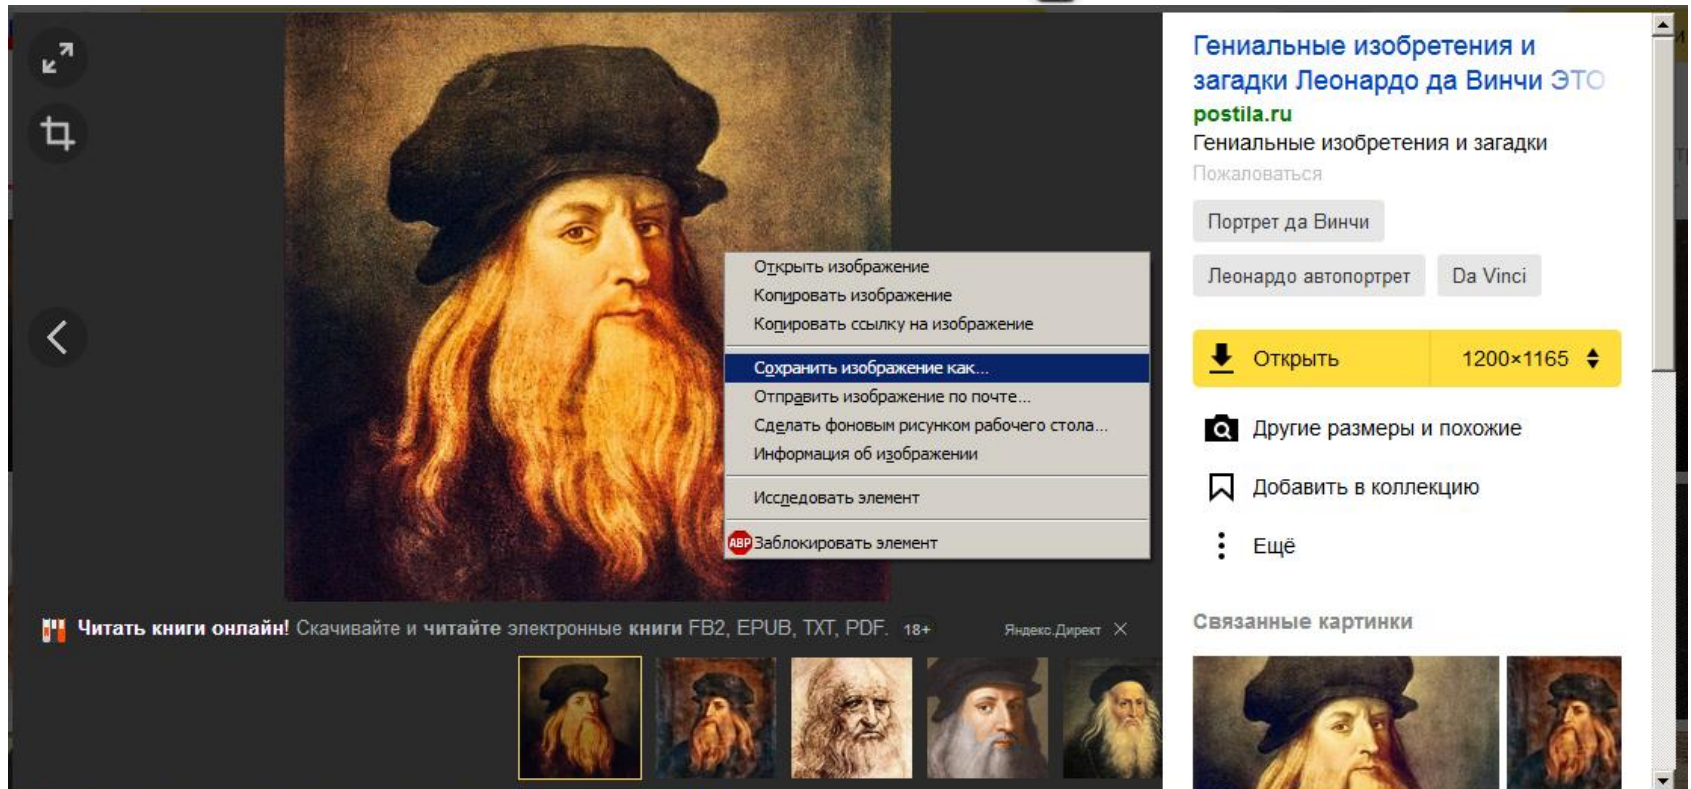 Гениальные изобретения и
загадки Леонардо да Винчи ЭТО
postila.ru
Гениальные изобретения и загадки
Пожаловаться
Портрет да Винчи
Леонардо автопортрет
Da Vinci
Открыть
1200×1165
Другие размеры и похожие
Добавить в коллекцию
Ещё
Связанные картинки
Открыть изображение
Копировать изображение
Копировать ссылку на изображение
Сохранить изображение как...
Отправить изображение по почте...
Сделать фоновым рисунком рабочего стола...
Информация об изображении
Исследовать элемент
ABP Заблокировать элемент
Читать книги онлайн! Скачивайте и читайте электронные книги FB2, EPUB, TXT, PDF. 18+
Яндекс.Директ